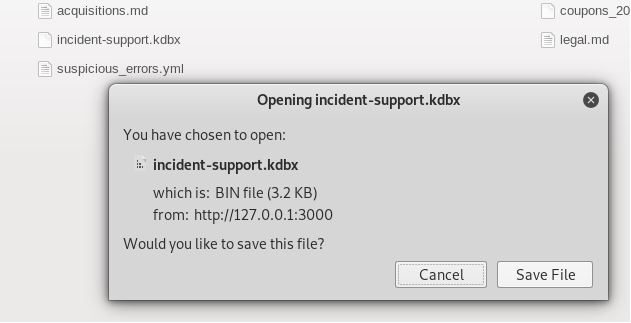 acquisitions.md
coupons_20
incident-support.kdbx
legal.md
suspicious_errors.yml
Opening incident-support.kdbx
You have chosen to open:
incident-support.kdbx
which is: BIN file (3.2 KB)
from: http://127.0.0.1:3000
Would you like to save this file?
Cancel
Save File